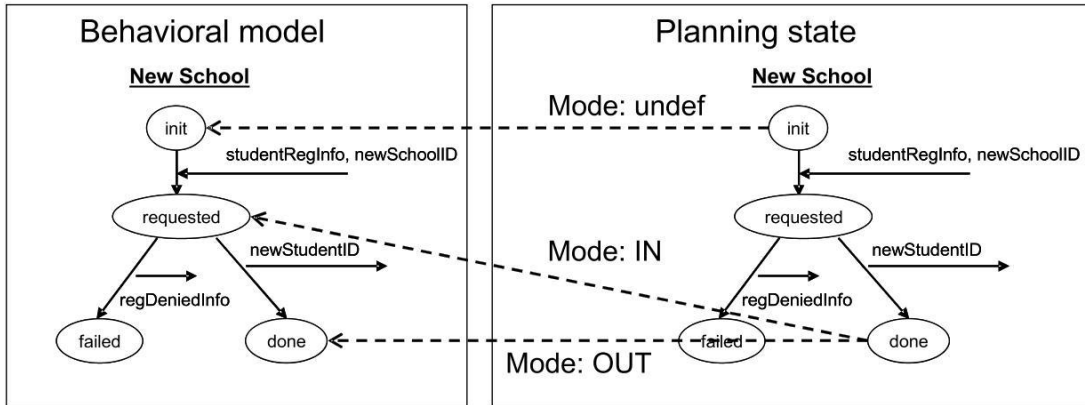 Behavioral model
New School
init
studentRegInfo, newSchoolID
requested
newStudentID
regDeniedInfo
failed
done
Mode: undef
Mode: IN
Mode: OUT
Planning state
New School
init
studentRegInfo, newSchoolID
requested
newStudentID
regDeniedInfo
failed
done